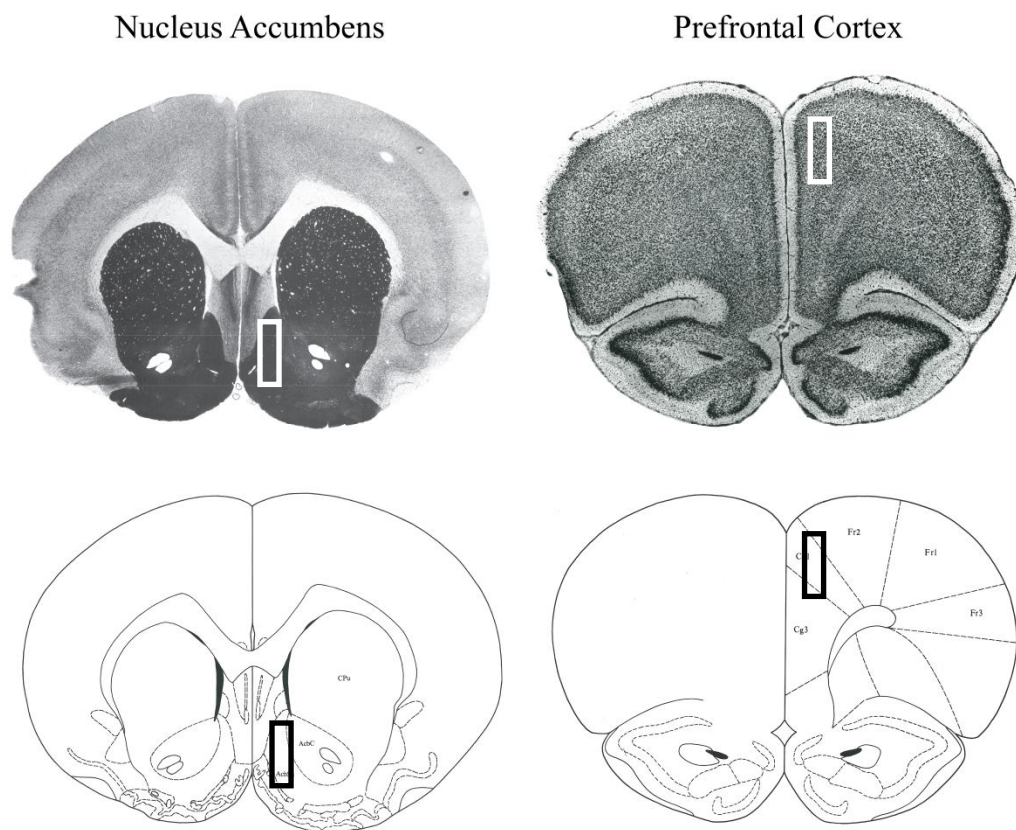 Nucleus Accumbens
Prefrontal Cortex
CPu
AcbC
Fr2
Fr1
Fr3
Cg3